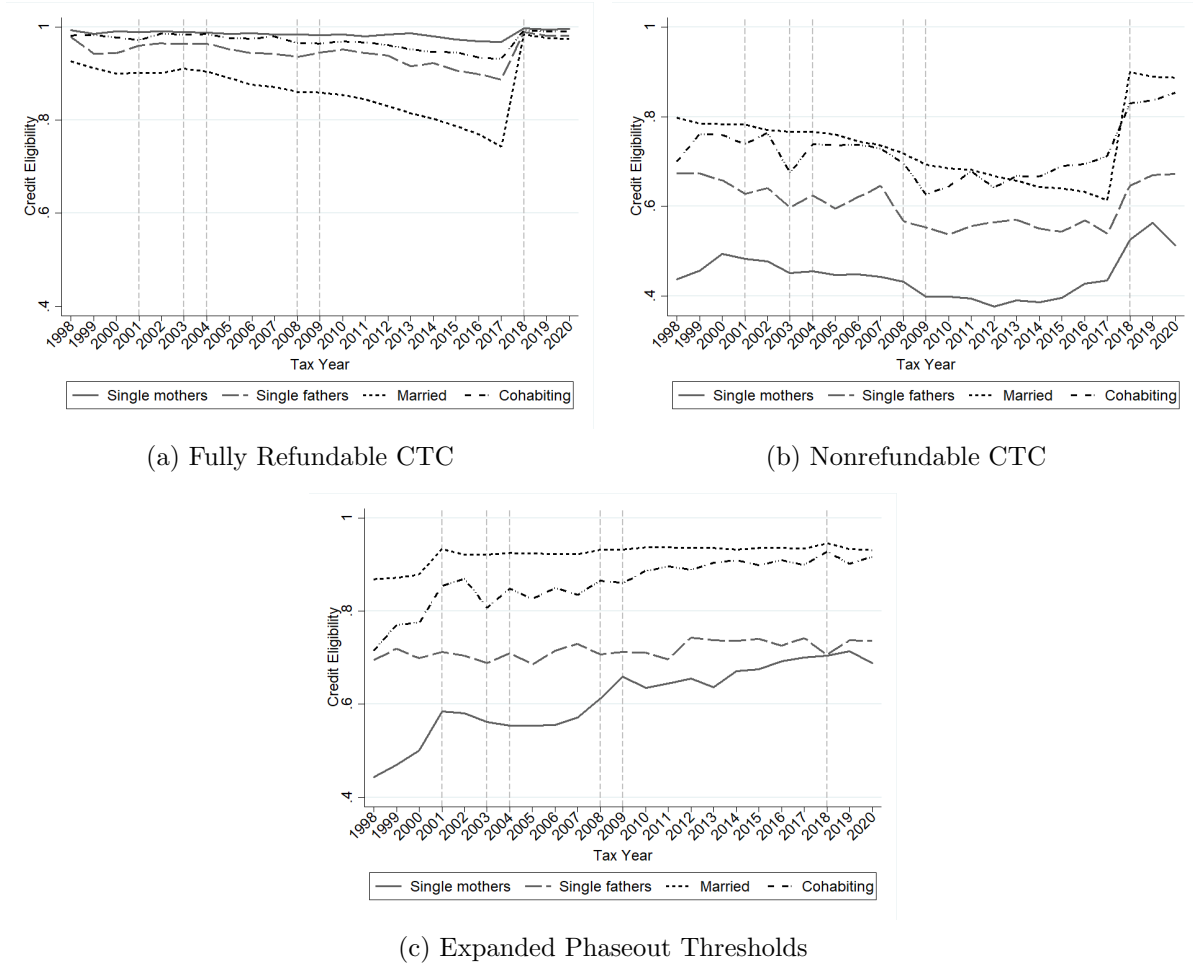 1
.8
.6
.4
Credit Eligibility
1998 1999 2000 2001 2002 2003 2004 2005 2006 2007 2008 2009 2010 2011 2012 2013 2014 2015 2016 2017 2018 2019 2020
Tax Year
Single mothers Single fathers Married Cohabiting
(a) Fully Refundable CTC
1
.8
.6
.4
Credit Eligibility
1998 1999 2000 2001 2002 2003 2004 2005 2006 2007 2008 2009 2010 2011 2012 2013 2014 2015 2016 2017 2018 2019 2020
Tax Year
Single mothers Single fathers Married Cohabiting
(b) Nonrefundable CTC
1
.8
.6
.4
Credit Eligibility
1998 1999 2000 2001 2002 2003 2004 2005 2006 2007 2008 2009 2010 2011 2012 2013 2014 2015 2016 2017 2018 2019 2020
Tax Year
Single mothers Single fathers Married Cohabiting
(c) Expanded Phaseout Thresholds